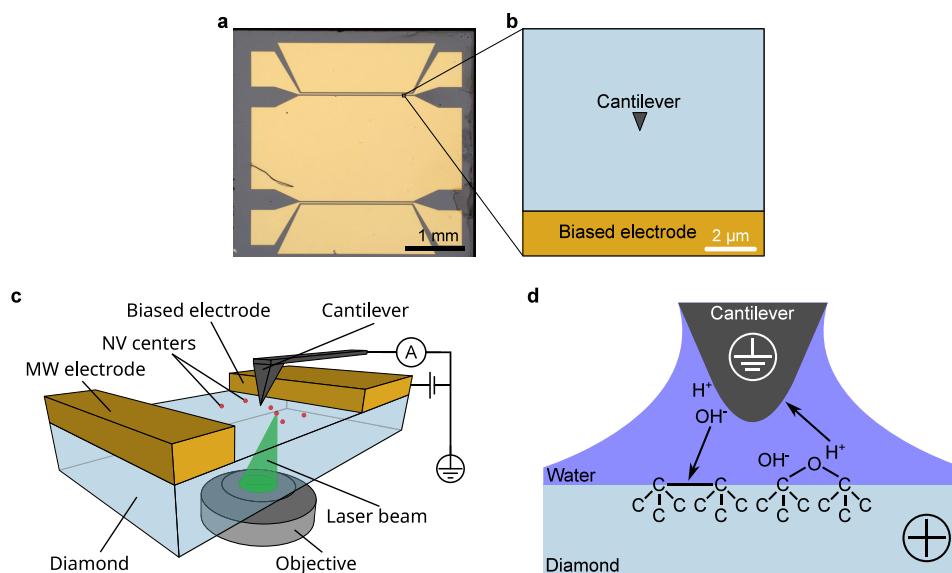 a
b
Cantilever
1 mm
Biased electrode
2 μm
c
Biased electrode
Cantilever
NV centers
MW electrode
A
Laser beam
Diamond
Objective
d
Cantilever
H⁺
OH⁻
OH⁻
O
H⁺
Water
C C C C
C C C C C C C C
C C C C
Diamond